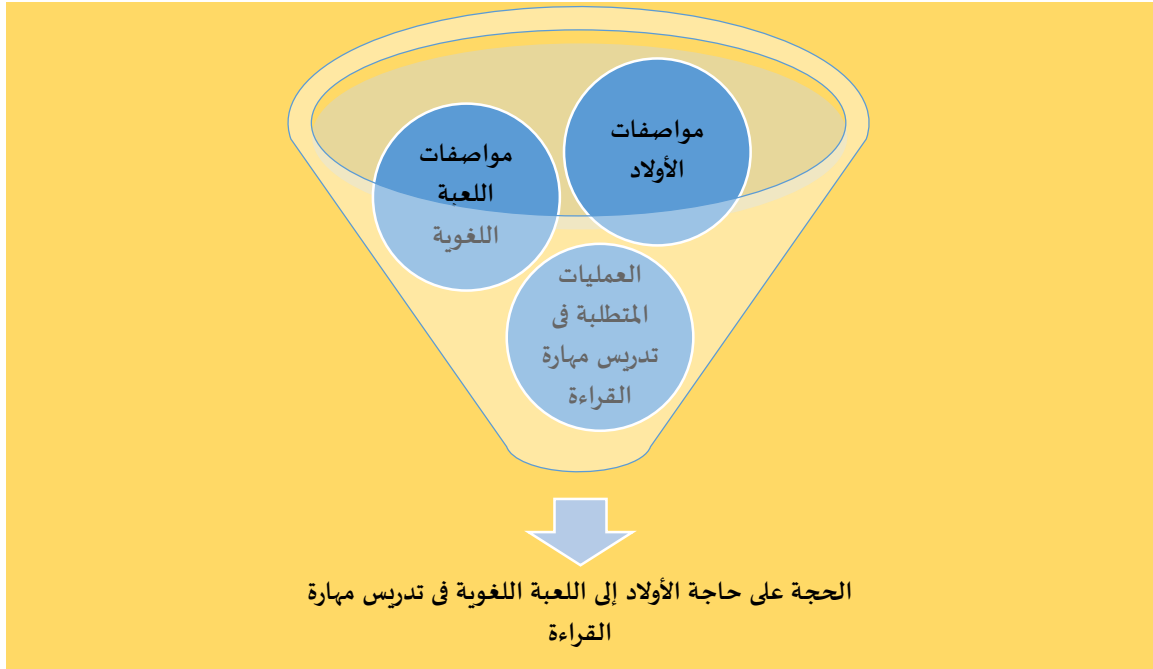 مواصفات
الأولاد
مواصفات
اللعبة
اللغوية
العمليات
المتطلبة فى
تدريس مهارة
القراءة
الحجة على حاجة الأولاد إلى اللعبة اللغوية فى تدريس مهارة
القراءة